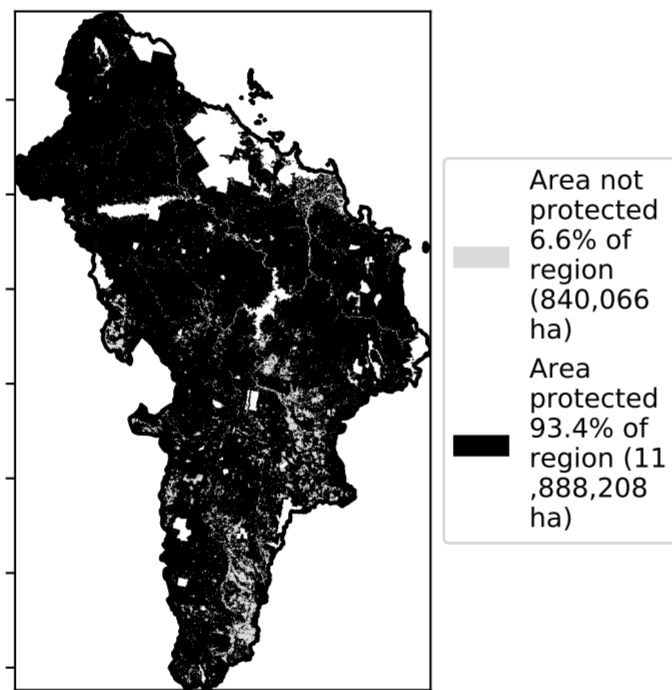 Area not
protected
6.6% of
region
(840,066
ha)
Area
protected
93.4% of
region (11
,888,208
ha)